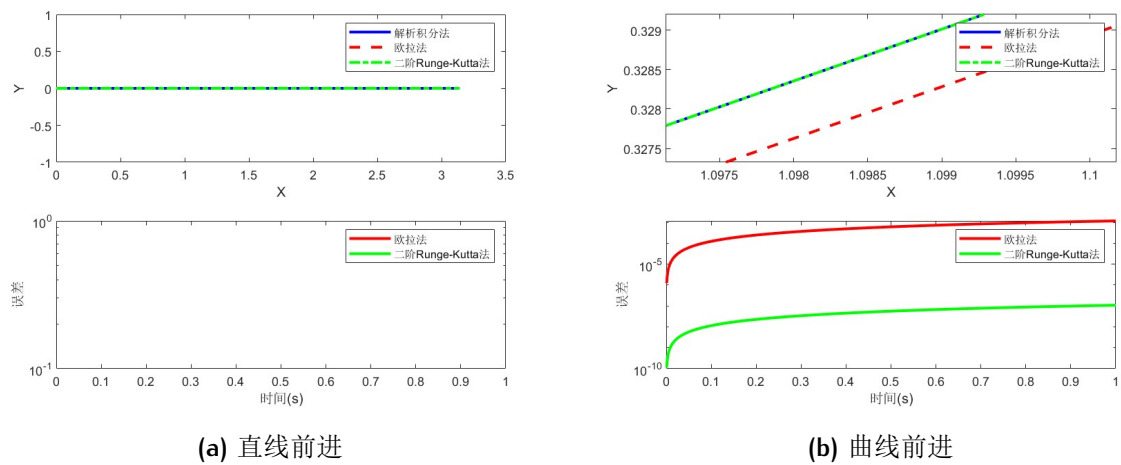 1
0.5
0
-0.5
-1
Y
解析积分法
欧拉法
二阶Runge-Kutta法
0 0.5 1 1.5 2 2.5 3 3.5
X
10⁰
10⁻¹
误差
欧拉法
二阶Runge-Kutta法
0 0.1 0.2 0.3 0.4 0.5 0.6 0.7 0.8 0.9 1
时间(s)
(a) 直线前进
0.329
0.3285
0.328
0.3275
Y
解析积分法
欧拉法
二阶Runge-Kutta法
1.0975 1.098 1.0985 1.099 1.0995 1.1
X
10⁻⁵
10⁻¹⁰
误差
欧拉法
二阶Runge-Kutta法
0 0.1 0.2 0.3 0.4 0.5 0.6 0.7 0.8 0.9 1
时间(s)
(b) 曲线前进